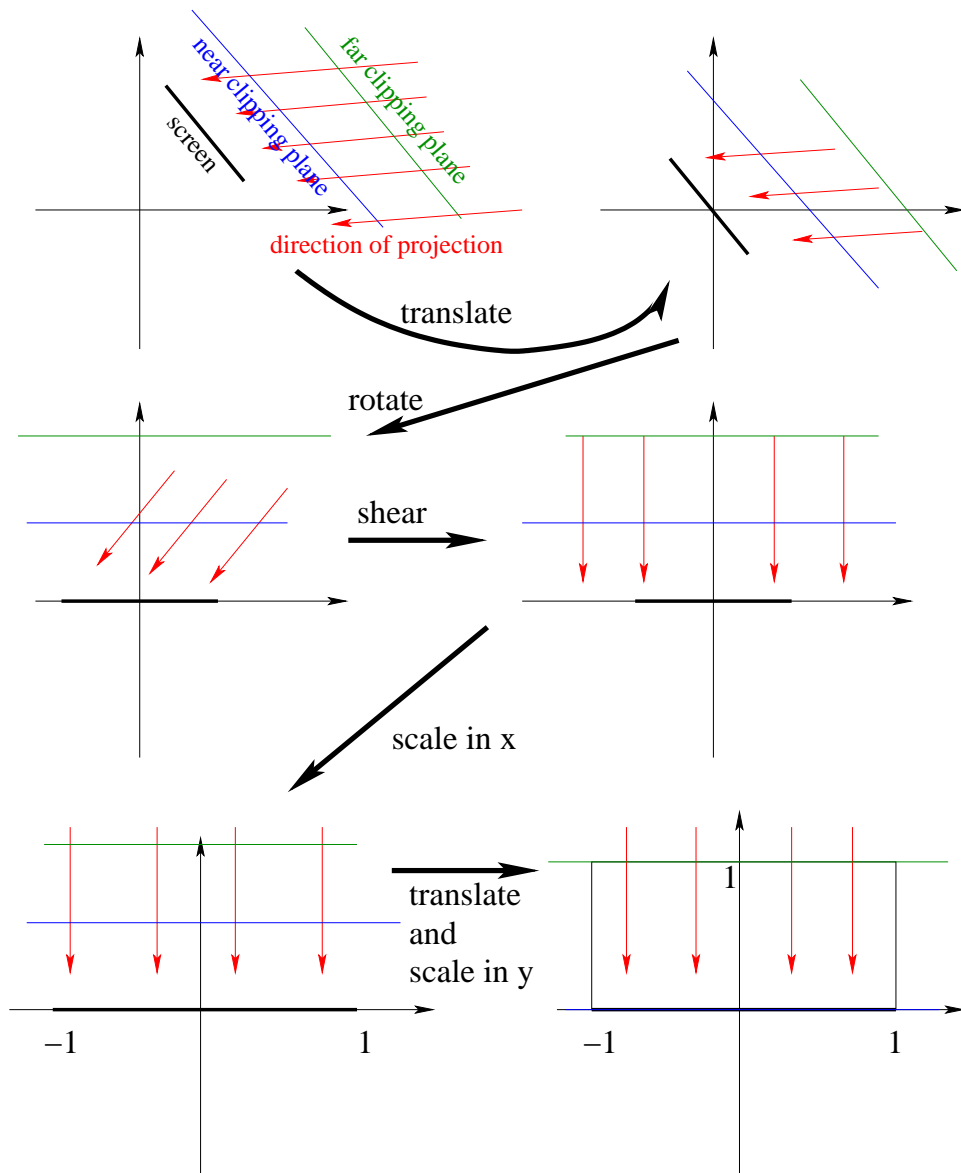 near clipping plane
far clipping plane
screen
direction of projection
translate
rotate
shear
scale in x
translate
and
scale in y
1
−1
1
−1
1